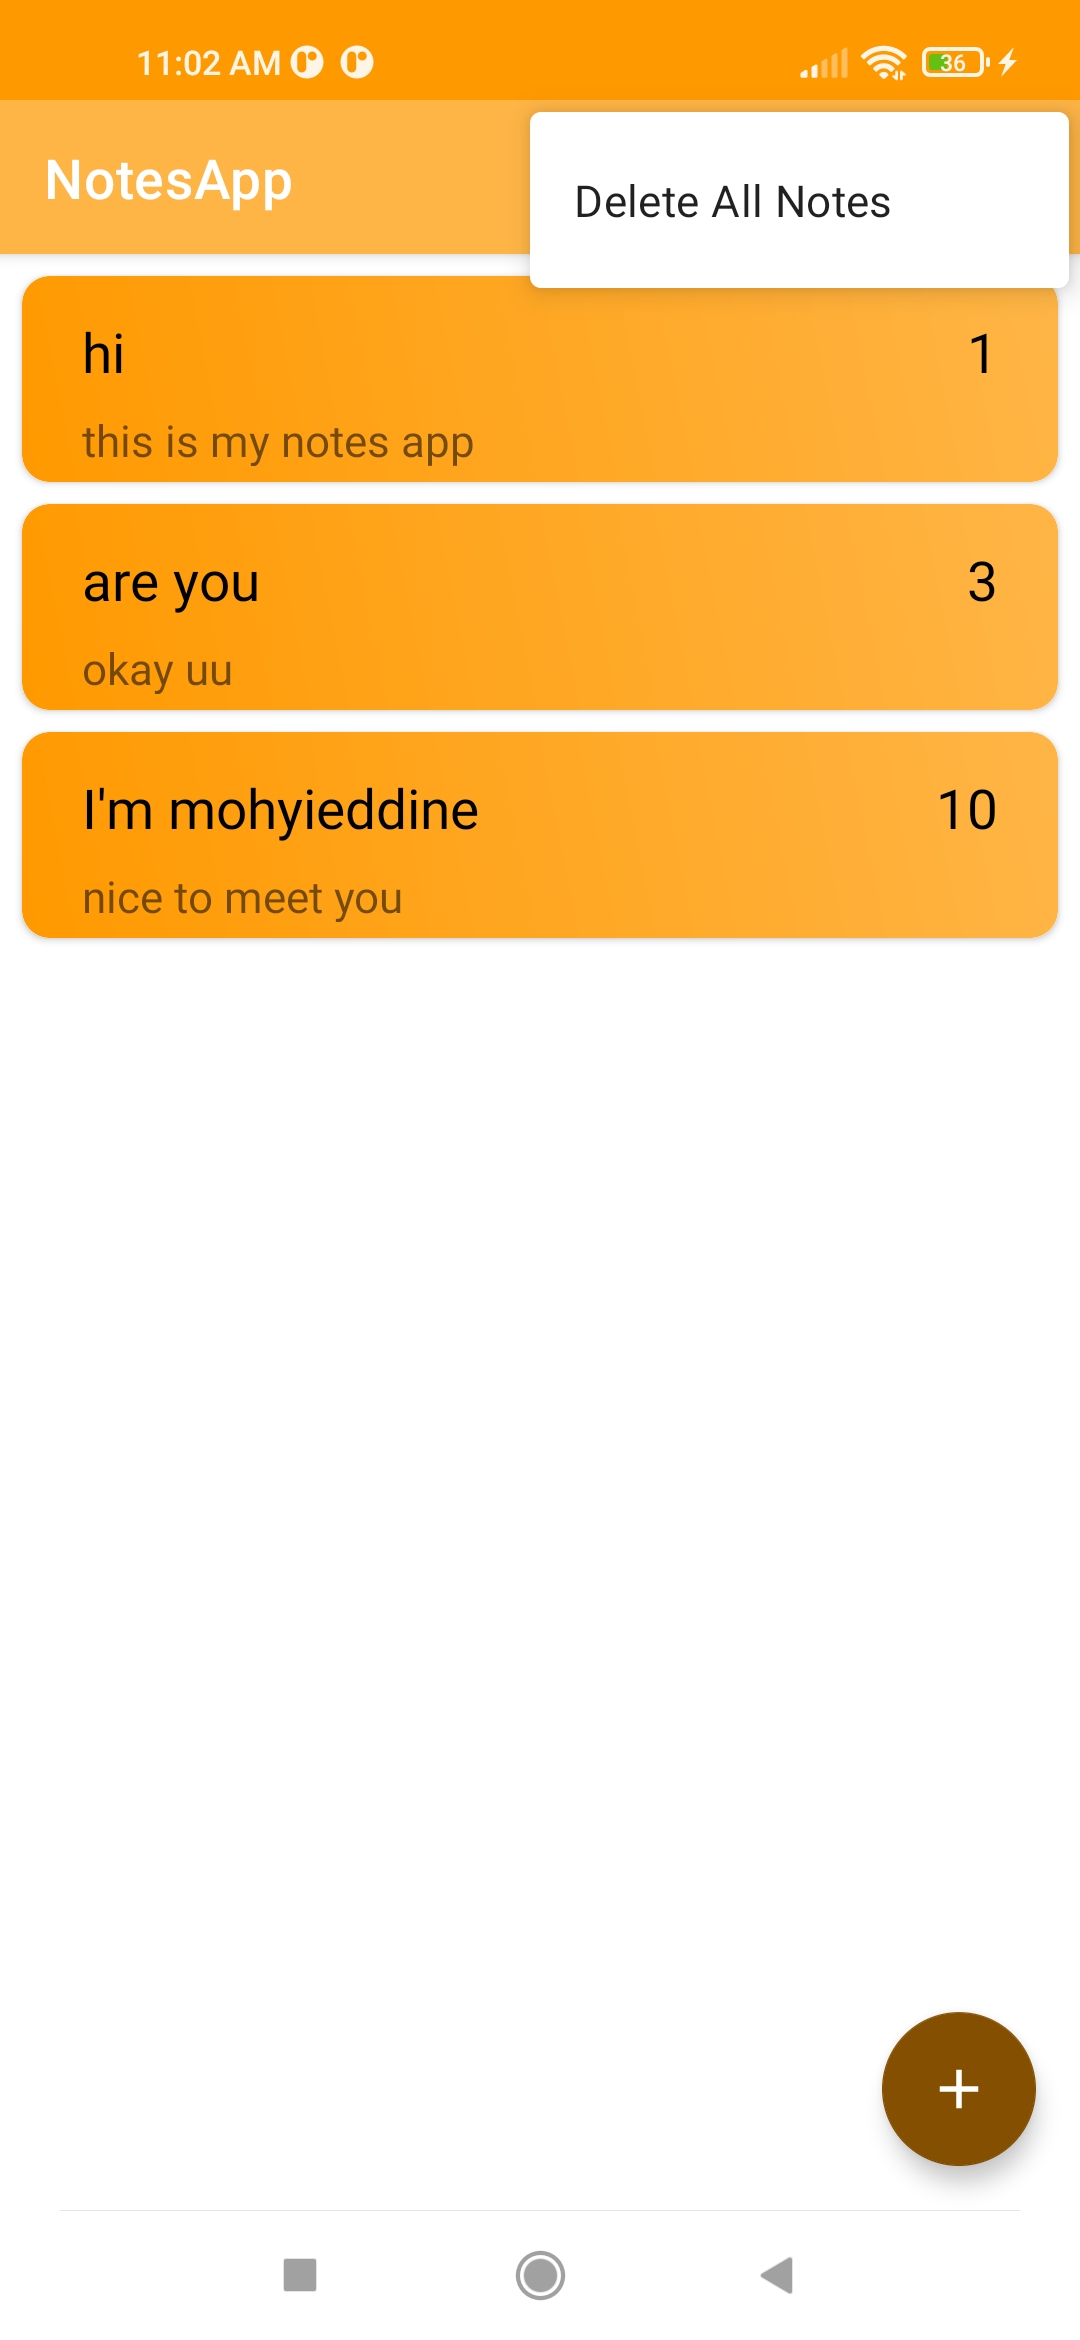 11:02 AM
36
NotesApp
Delete All Notes
hi 1
this is my notes app
are you 3
okay uu
I'm mohyieddine 10
nice to meet you